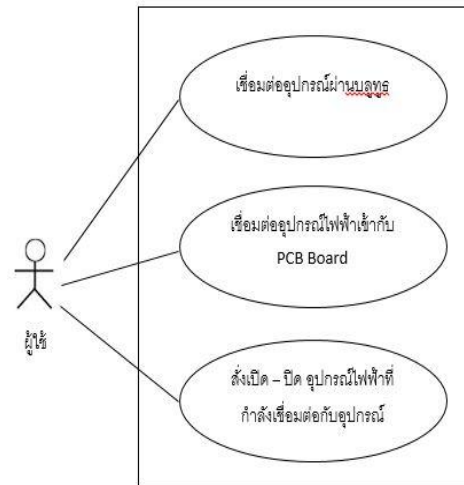 เชื่อมต่ออุปกรณ์ผ่านบลูทูธ
เชื่อมต่ออุปกรณ์ไฟฟ้าเข้ากับ
PCB Board
ผู้ใช้
สั่งเปิด – ปิด อุปกรณ์ไฟฟ้าที่
กำลังเชื่อมต่อกับอุปกรณ์